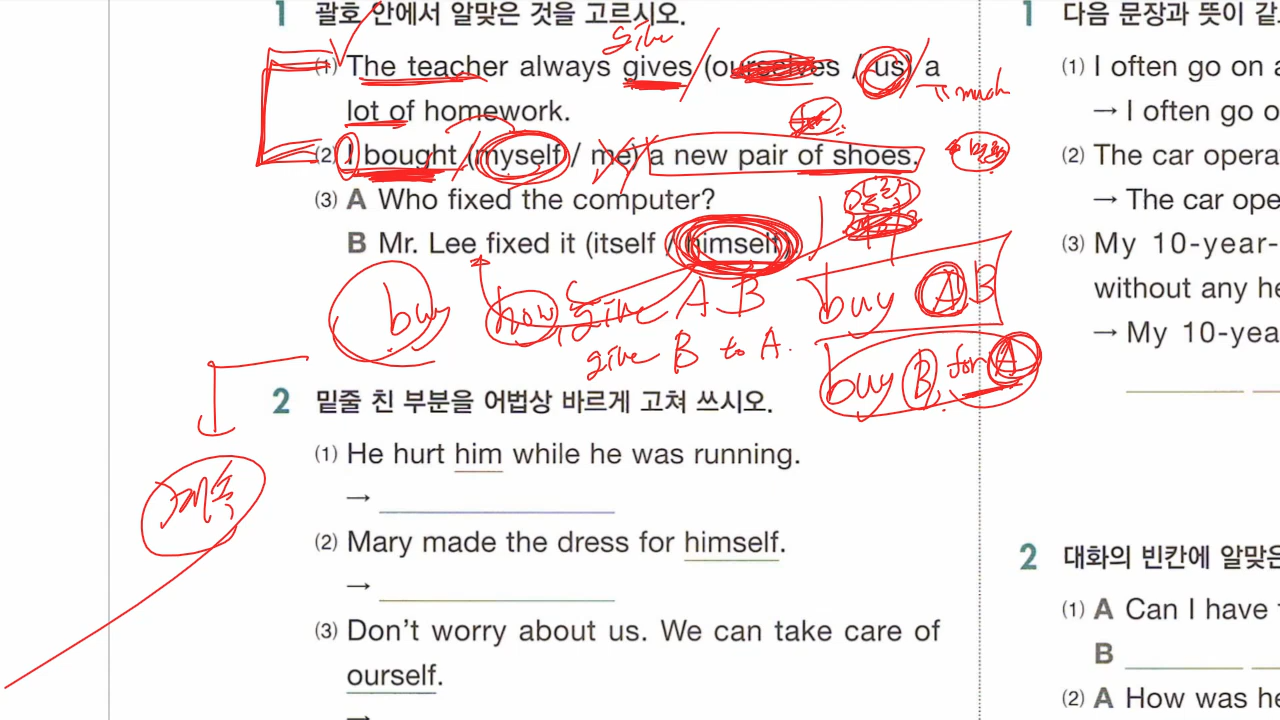 1 괄호 안에서 알맞은 것을 고르시오.
give
(1) The teacher always gives (ourselves / us) a
much
lot of homework.
(2) I bought (myself / me) a new pair of shoes.
(3) A Who fixed the computer?
B Mr. Lee fixed it (itself / himself).
buy
give A B
buy A B
give B to A.
buy B for A
2 밑줄 친 부분을 어법상 바르게 고쳐 쓰시오.
(1) He hurt him while he was running.
→
계속
(2) Mary made the dress for himself.
→
(3) Don't worry about us. We can take care of
ourself.
→
1 다음 문장과 뜻이 같
(1) I often go on a
→ I often go o
(2) The car opera
→ The car ope
(3) My 10-year-
without any he
→ My 10-yea
2 대화의 빈칸에 알맞은
(1) A Can I have
B
(2) A How was he